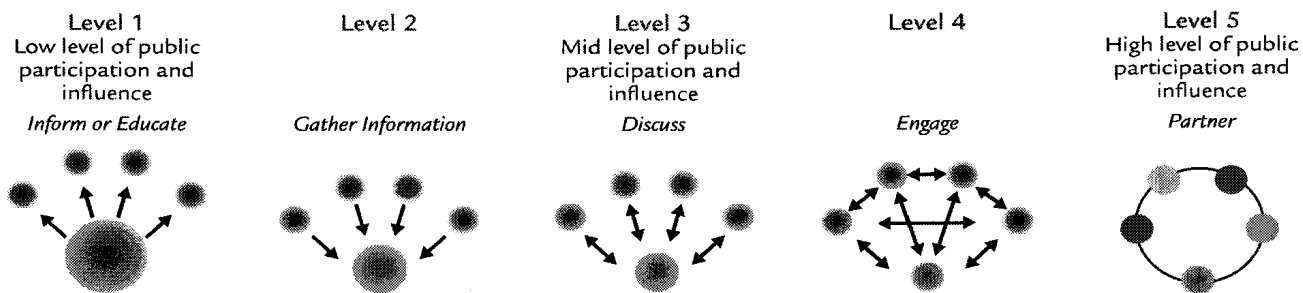 Level 1
Low level of public
participation and
influence
Inform or Educate
Level 2
Gather Information
Level 3
Mid level of public
participation and
influence
Discuss
Level 4
Engage
Level 5
High level of public
participation and
influence
Partner